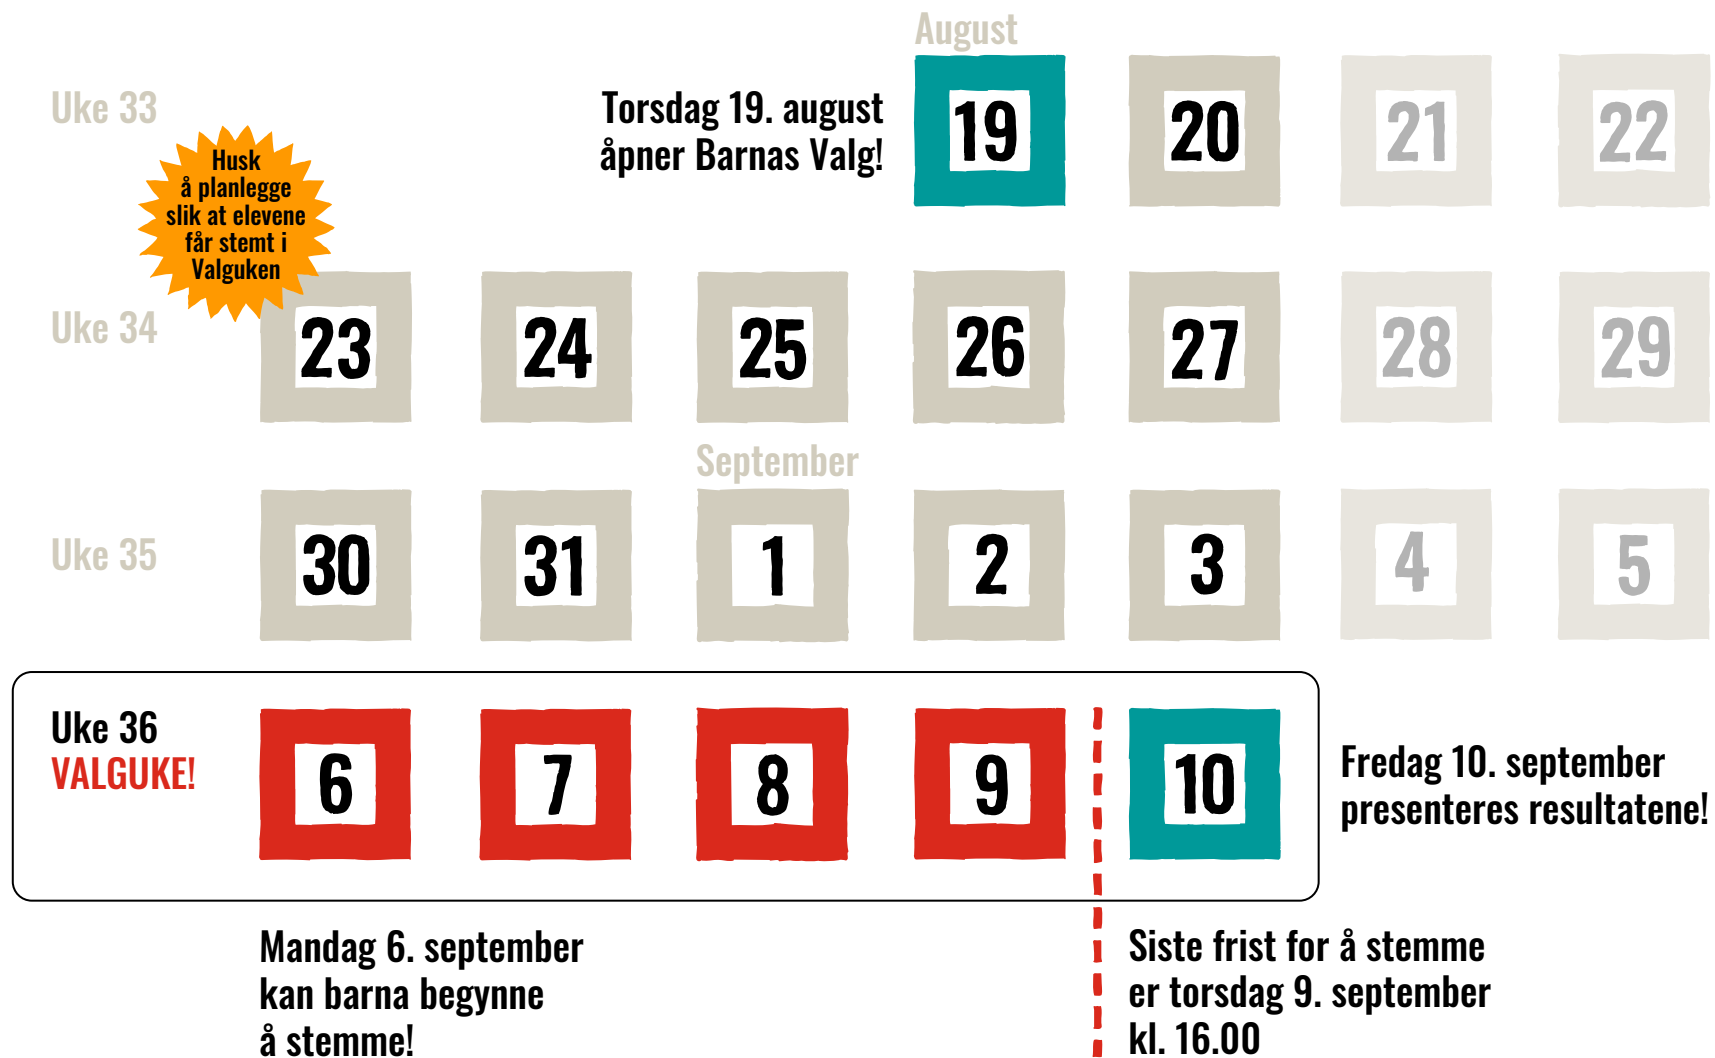 August
Uke 33
Torsdag 19. august
åpner Barnas Valg!
19
20
21
22
Husk
å planlegge
slik at elevene
får stemt i
Valguken
Uke 34
23
24
25
26
27
28
29
September
Uke 35
30
31
1
2
3
4
5
Uke 36
VALGUKE!
6
7
8
9
10
Fredag 10. september
presenteres resultatene!
Mandag 6. september
kan barna begynne
å stemme!
Siste frist for å stemme
er torsdag 9. september
kl. 16.00